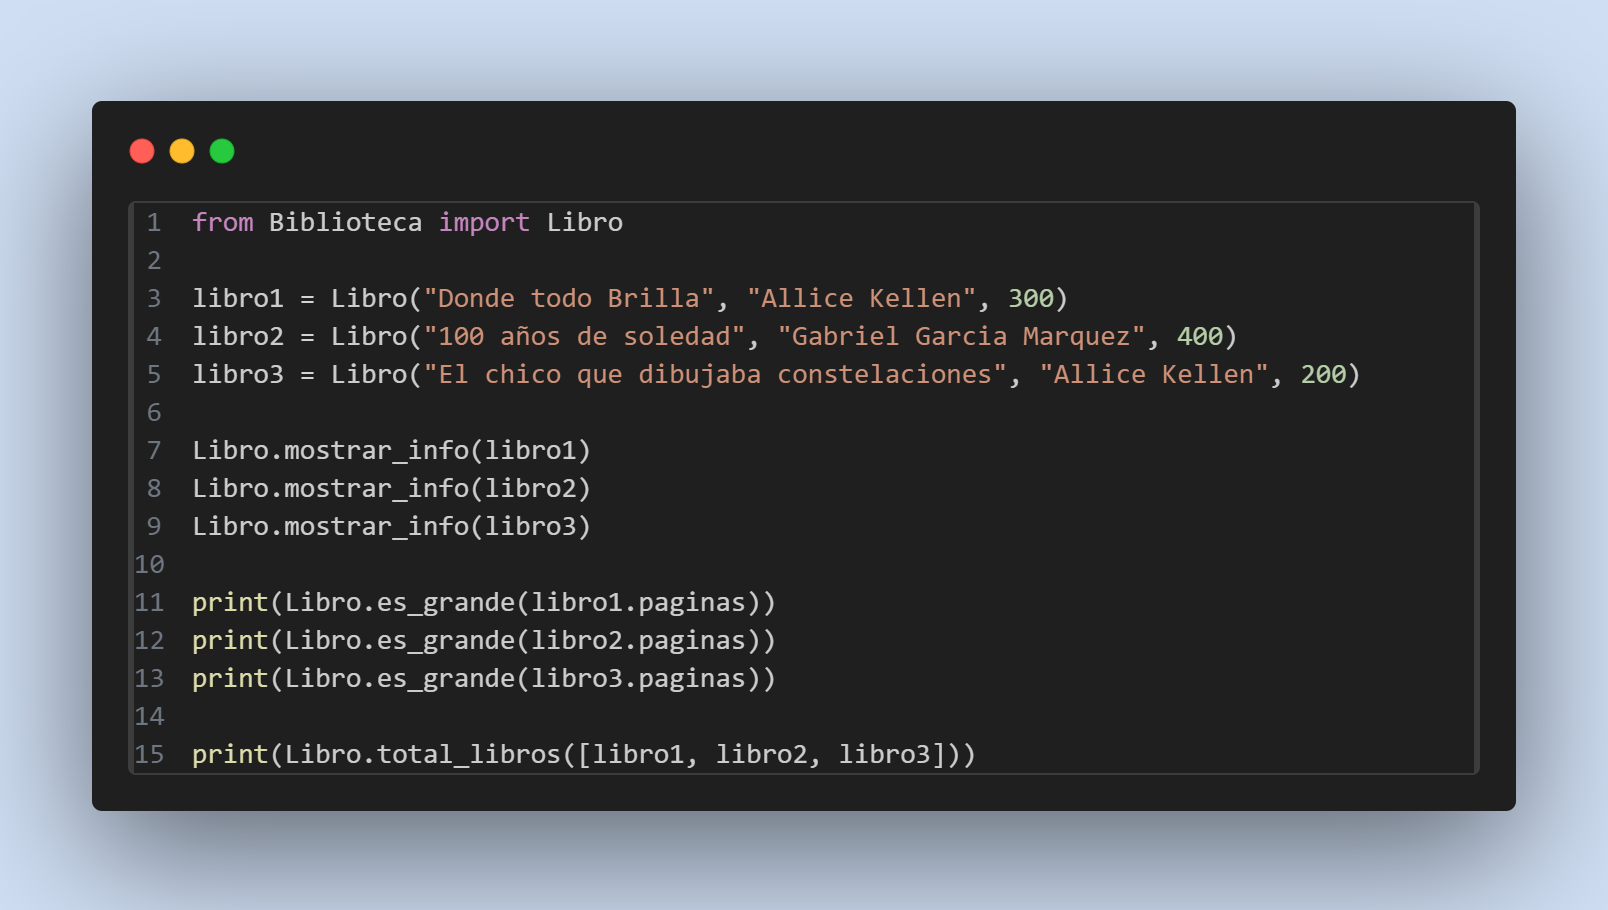 1 from Biblioteca import Libro
2
3 libro1 = Libro("Donde todo Brilla", "Allice Kellen", 300)
4 libro2 = Libro("100 años de soledad", "Gabriel Garcia Marquez", 400)
5 libro3 = Libro("El chico que dibujaba constelaciones", "Allice Kellen", 200)
6
7 Libro.mostrar_info(libro1)
8 Libro.mostrar_info(libro2)
9 Libro.mostrar_info(libro3)
10
11 print(Libro.es_grande(libro1.paginas))
12 print(Libro.es_grande(libro2.paginas))
13 print(Libro.es_grande(libro3.paginas))
14
15 print(Libro.total_libros([libro1, libro2, libro3]))